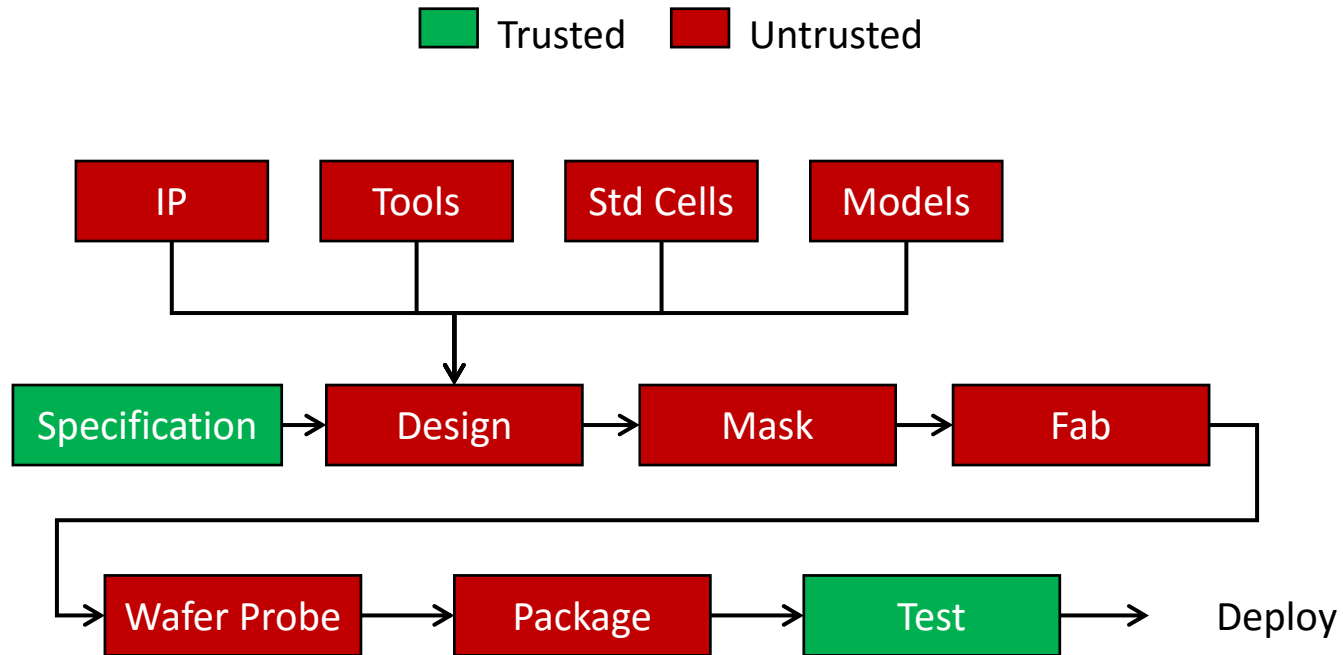 Trusted Untrusted
IP Tools Std Cells Models
Specification Design Mask Fab
Wafer Probe Package Test Deploy